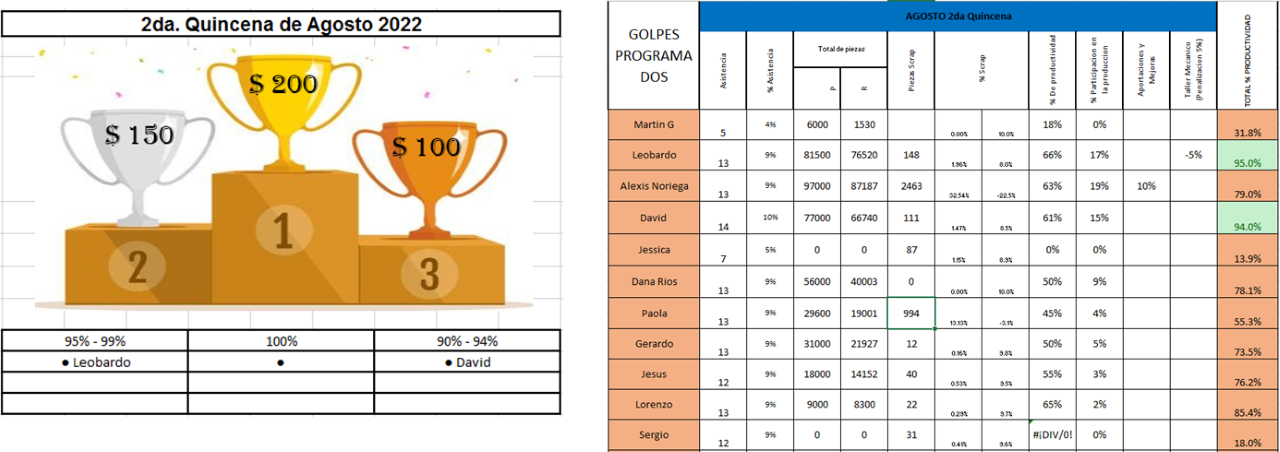 2da. Quincena de Agosto 2022
$ 200
$ 150
$ 100
1
2
3
95% - 99% 100% 90% - 94%
● Leobardo ● ● David
GOLPES PROGRAMA DOS
AGOSTO 2da Quincena
Asistencia
% Asistencia
Total de piezas
P R
Piezas Scrap
% Scrap
% De productividad
% Participacion en la produccion
Aportaciones y Mejoras
Taller Mecanico (Penalizacion 5%)
TOTAL % PRODUCTIVIDAD
Martin G 5 4% 6000 1530 0.00% 10.0% 18% 0% 31.8%
Leobardo 13 9% 81500 76520 148 1.96% 8.0% 66% 17% -5% 95.0%
Alexis Noriega 13 9% 97000 87187 2463 32.54% -22.5% 63% 19% 10% 79.0%
David 14 10% 77000 66740 111 1.47% 8.5% 61% 15% 94.0%
Jessica 7 5% 0 0 87 1.15% 8.9% 0% 0% 13.9%
Dana Rios 13 9% 56000 40003 0 0.00% 10.0% 50% 9% 78.1%
Paola 13 9% 29600 19001 994 13.13% -3.1% 45% 4% 55.3%
Gerardo 13 9% 31000 21927 12 0.16% 9.8% 50% 5% 73.5%
Jesus 12 9% 18000 14152 40 0.53% 9.5% 55% 3% 76.2%
Lorenzo 13 9% 9000 8300 22 0.29% 9.7% 65% 2% 85.4%
Sergio 12 9% 0 0 31 0.41% 9.6% #¡DIV/0! 0% 18.0%